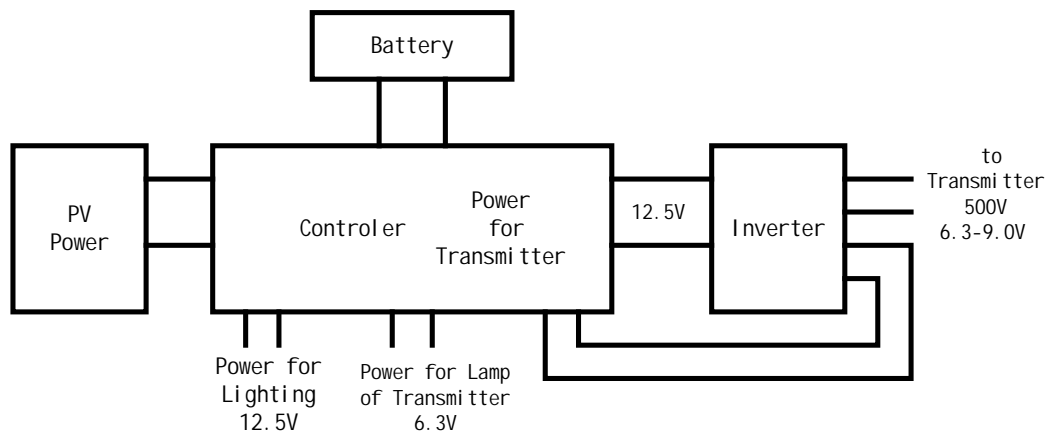 Battery
PV
Power
Controler
Power
for
Transmitter
12.5V
Inverter
to
Transmitter
500V
6.3-9.0V
Power for
Lighting
12.5V
Power for Lamp
of Transmitter
6.3V